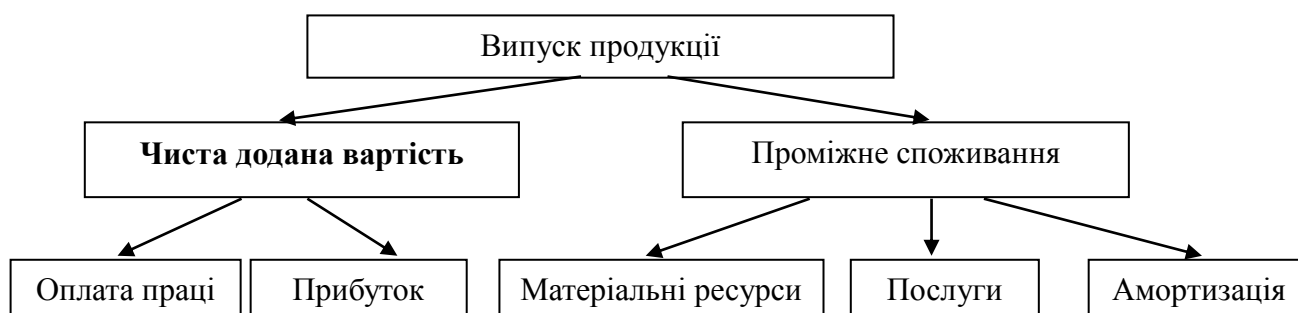 Випуск продукції
Чиста додана вартість
Проміжне споживання
Оплата праці
Прибуток
Матеріальні ресурси
Послуги
Амортизація